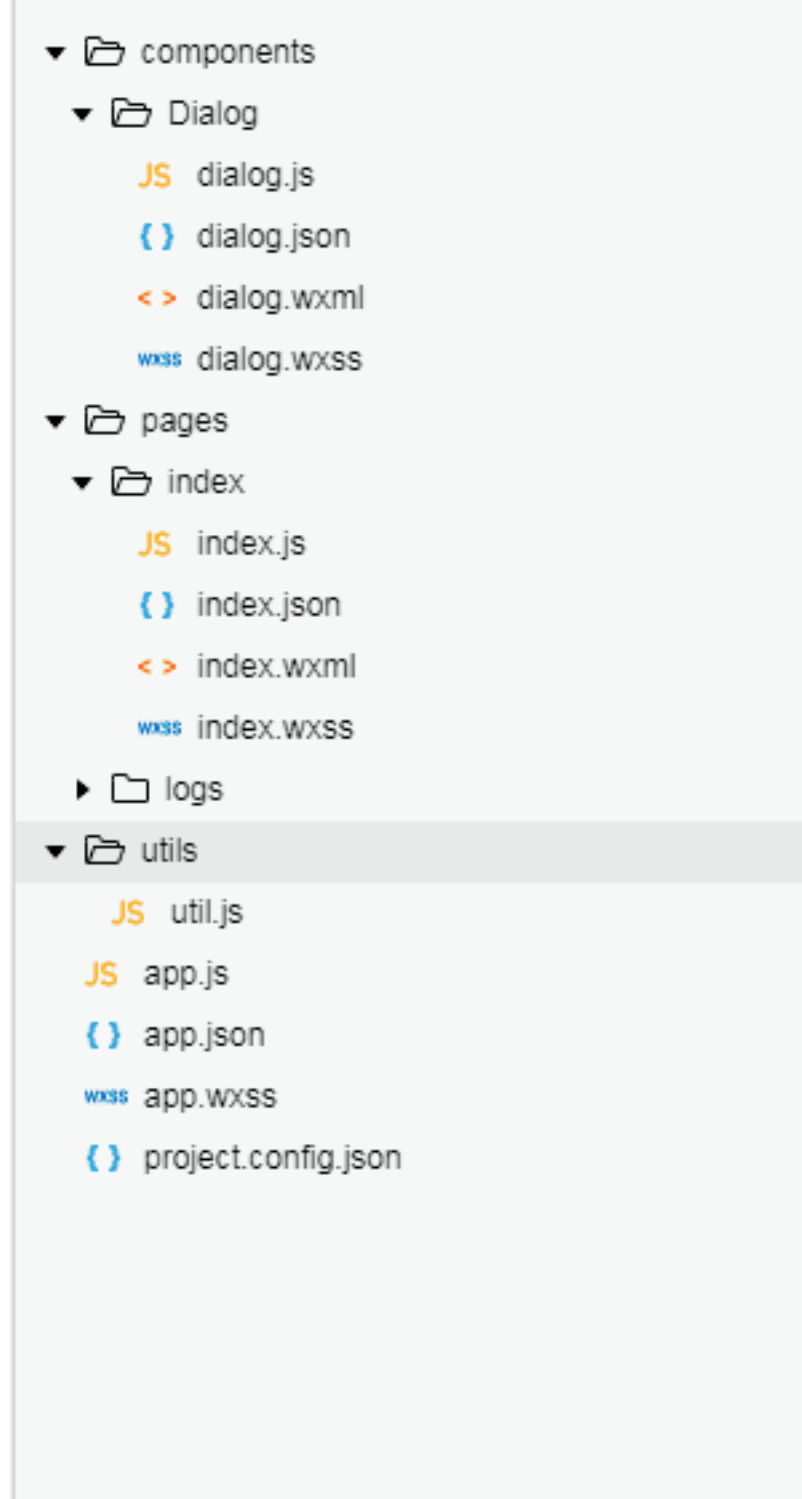 components
Dialog
JS dialog.js
{ } dialog.json
< > dialog.wxml
wxss dialog.wxss
pages
index
JS index.js
{ } index.json
< > index.wxml
wxss index.wxss
logs
utils
JS util.js
JS app.js
{ } app.json
wxss app.wxss
{ } project.config.json